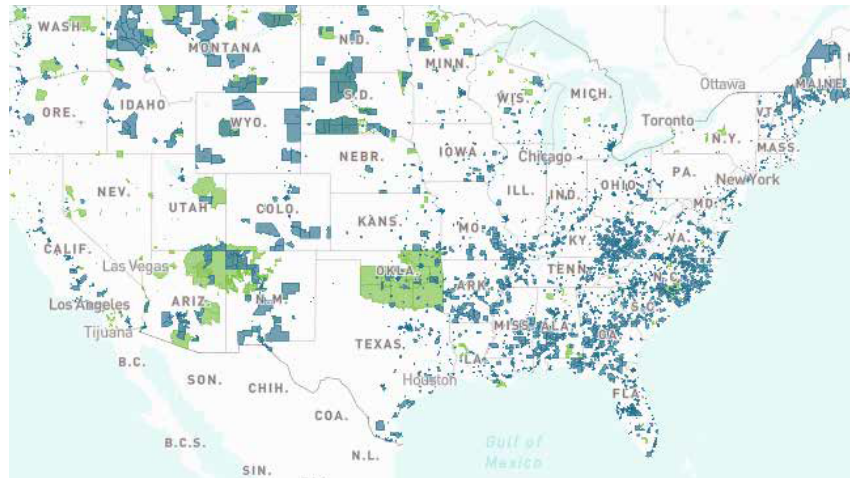 WASH.
MONTANA
N.D.
MINN.
Ottawa
MAINE
ORE.
IDAHO
WYO.
S.D.
WIS.
MICH.
Toronto
VT.
N.Y.
MASS.
NEBR.
IOWA
Chicago
PA.
New York
NEV.
UTAH
COLO.
KANS.
MO.
ILL.
IND.
OHIO
MD.
CALIF.
Las Vegas
KY.
VA.
Los Angeles
ARIZ.
N.M.
OKLA.
ARK.
TENN.
N.C.
S.C.
Tijuana
TEXAS
MISS.
ALA.
GA.
LA.
B.C.
SON.
CHIH.
Houston
FLA.
COA.
B.C.S.
N.L.
Gulf of
Mexico
SIN.